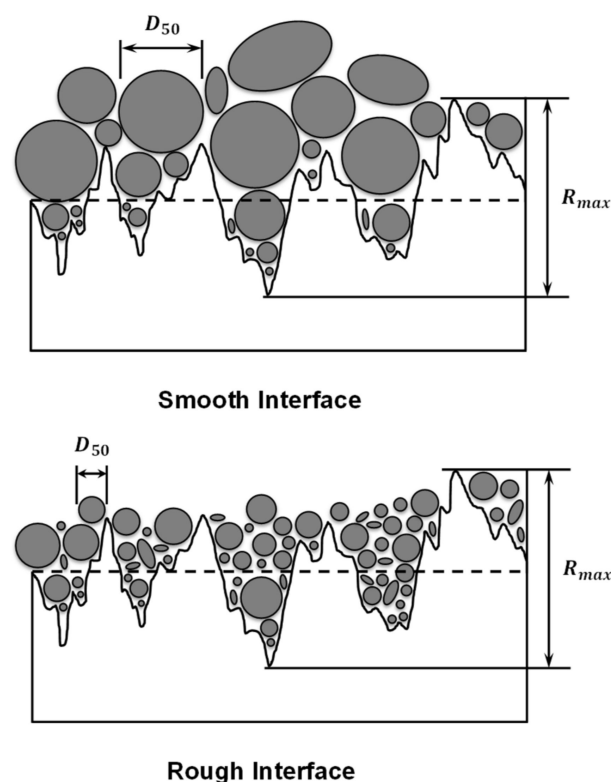 D₅₀
Rₘₐₓ
Smooth Interface
D₅₀
Rₘₐₓ
Rough Interface